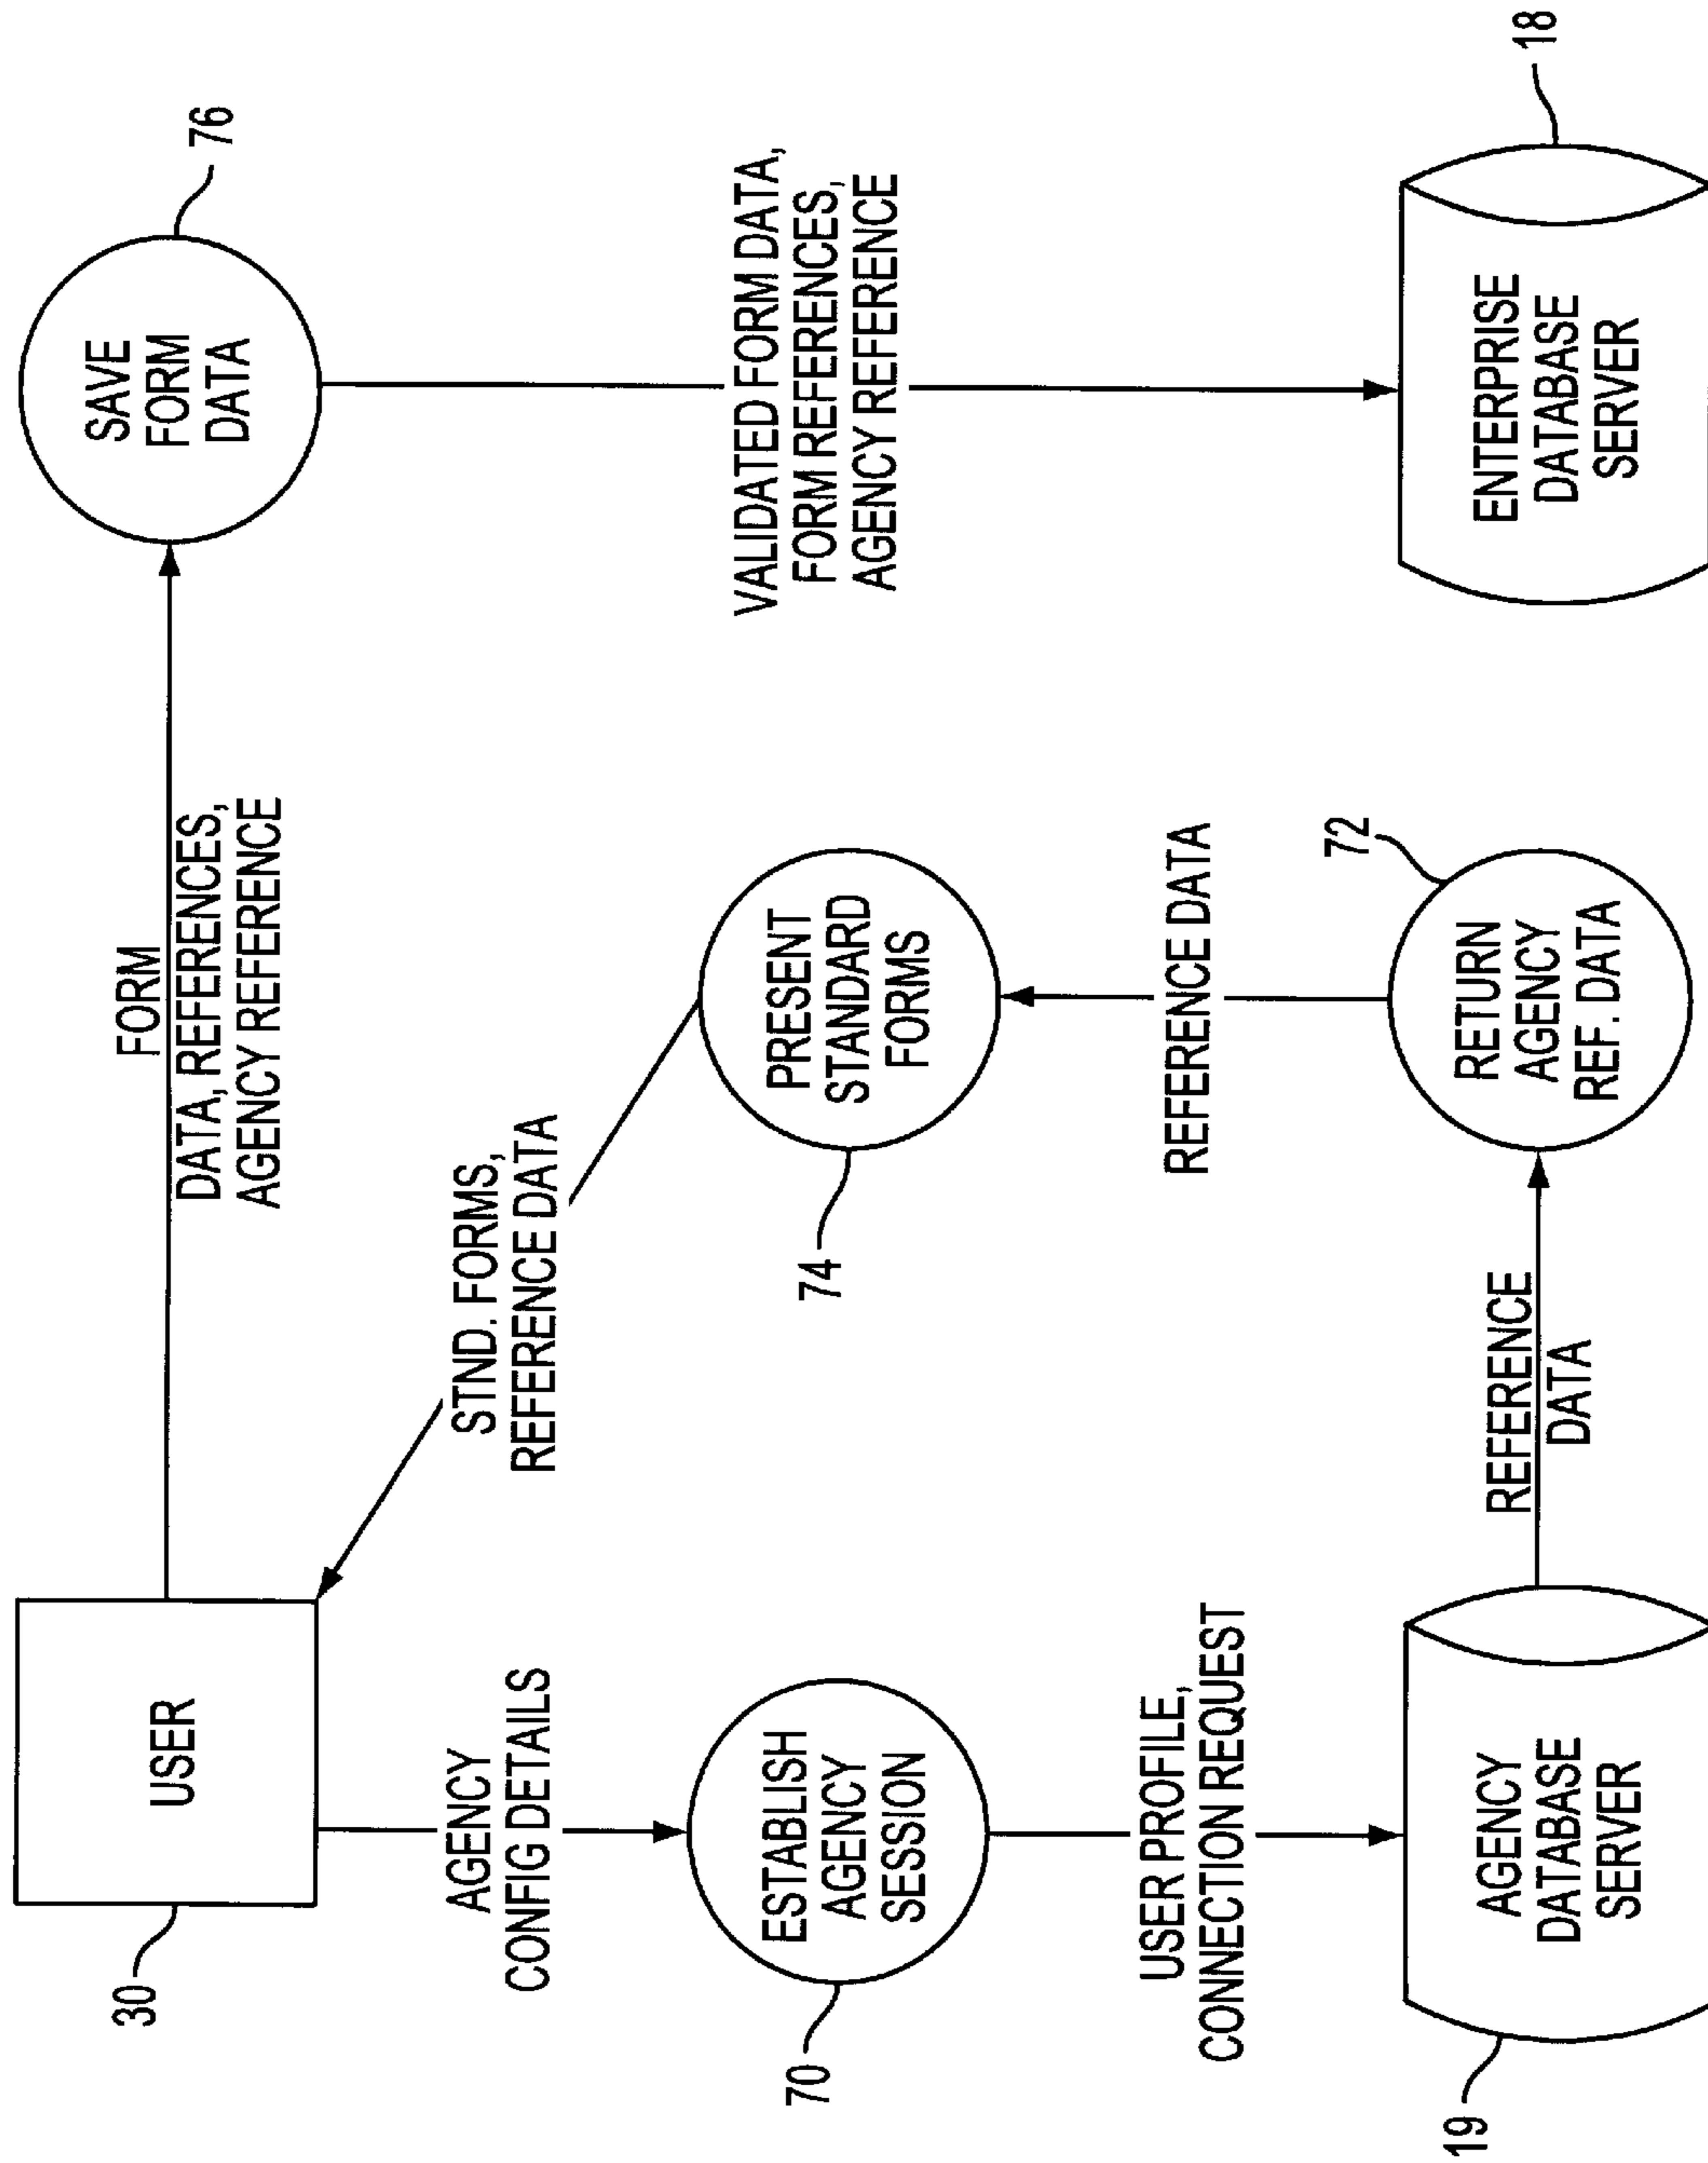 30
USER
FORM
DATA, REFERENCES,
AGENCY REFERENCE
SAVE
FORM
DATA
76
AGENCY
CONFIG DETAILS
STND. FORMS,
REFERENCE DATA
VALIDATED FORM DATA,
FORM REFERENCES,
AGENCY REFERENCE
70
ESTABLISH
AGENCY
SESSION
74
PRESENT
STANDARD
FORMS
USER PROFILE,
CONNECTION REQUEST
REFERENCE DATA
19
AGENCY
DATABASE
SERVER
REFERENCE
DATA
72
RETURN
AGENCY
REF. DATA
ENTERPRISE
DATABASE
SERVER
18